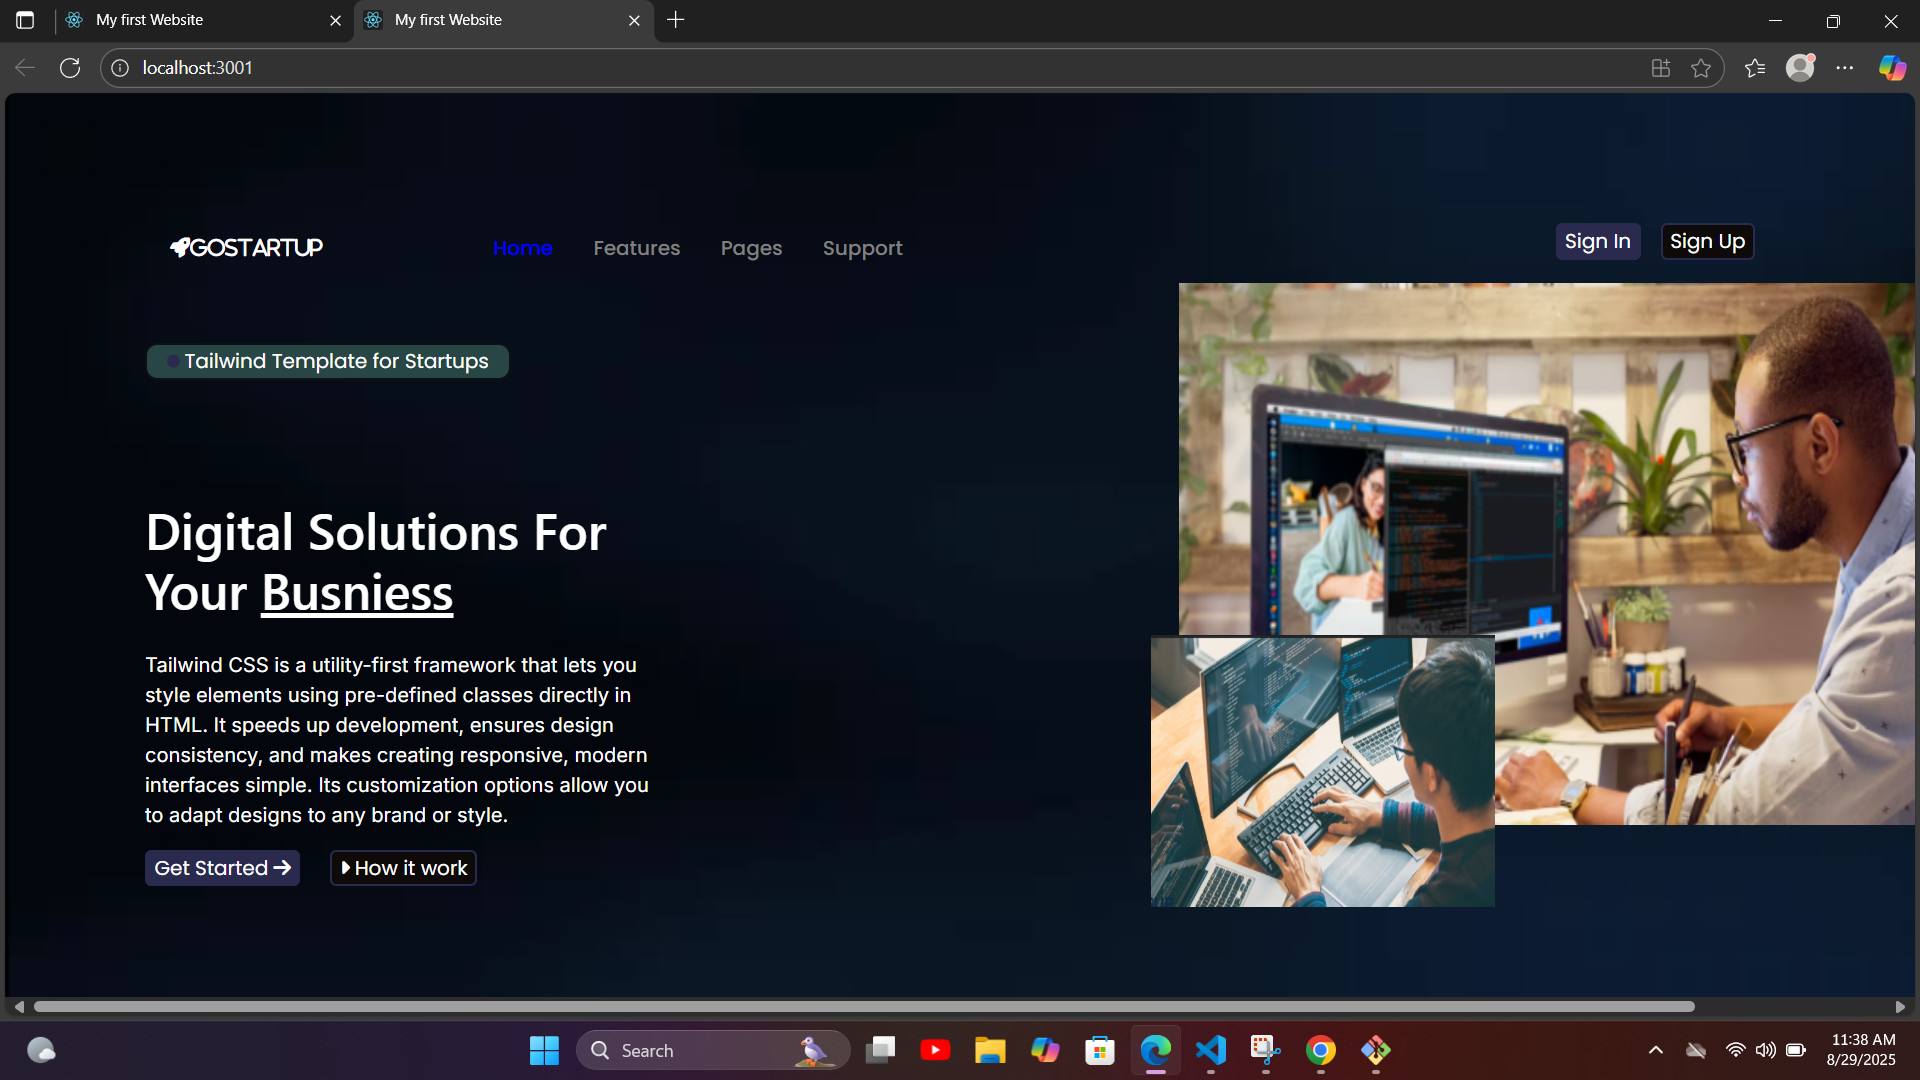 My first Website
My first Website
localhost:3001
GOSTARTUP
Home
Features
Pages
Support
Sign In
Sign Up
Tailwind Template for Startups
Digital Solutions For
Your Busniess
Tailwind CSS is a utility-first framework that lets you
style elements using pre-defined classes directly in
HTML. It speeds up development, ensures design
consistency, and makes creating responsive, modern
interfaces simple. Its customization options allow you
to adapt designs to any brand or style.
Get Started
How it work
Search
11:38 AM
8/29/2025